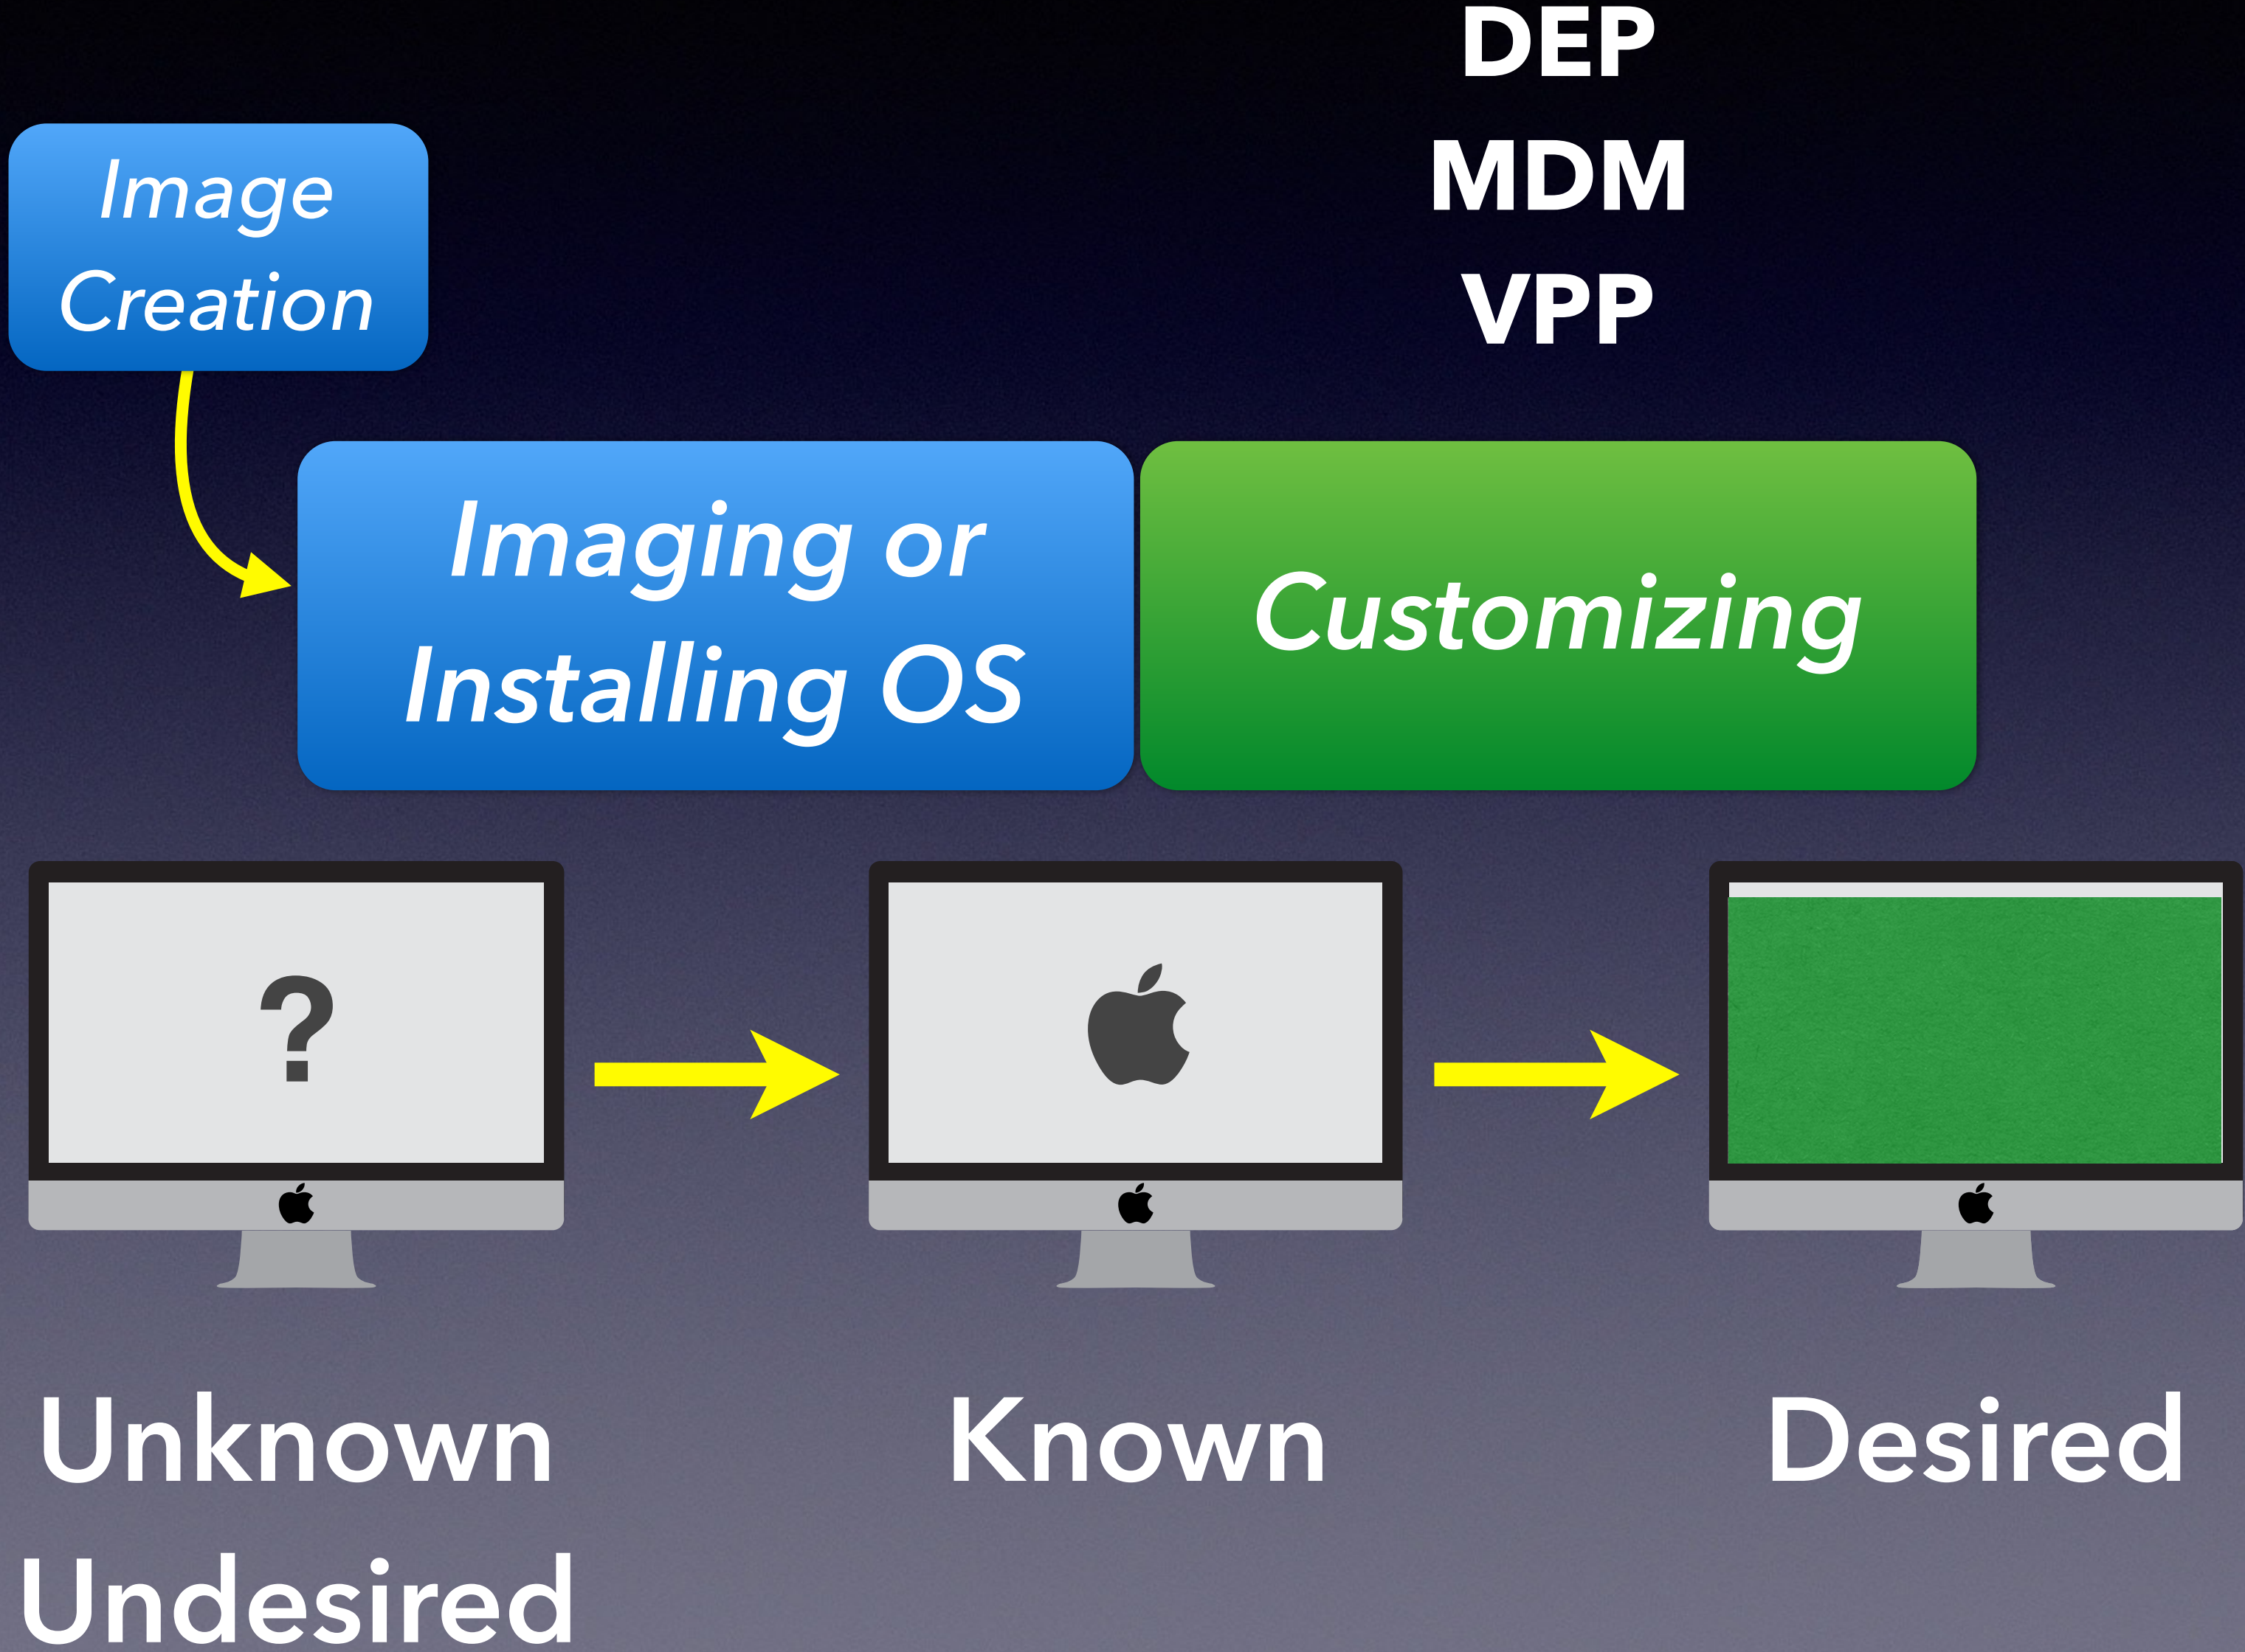 DEP
MDM
VPP
Image
Creation
Imaging or
Installing OS
Customizing
?
Unknown
Undesired
Known
Desired